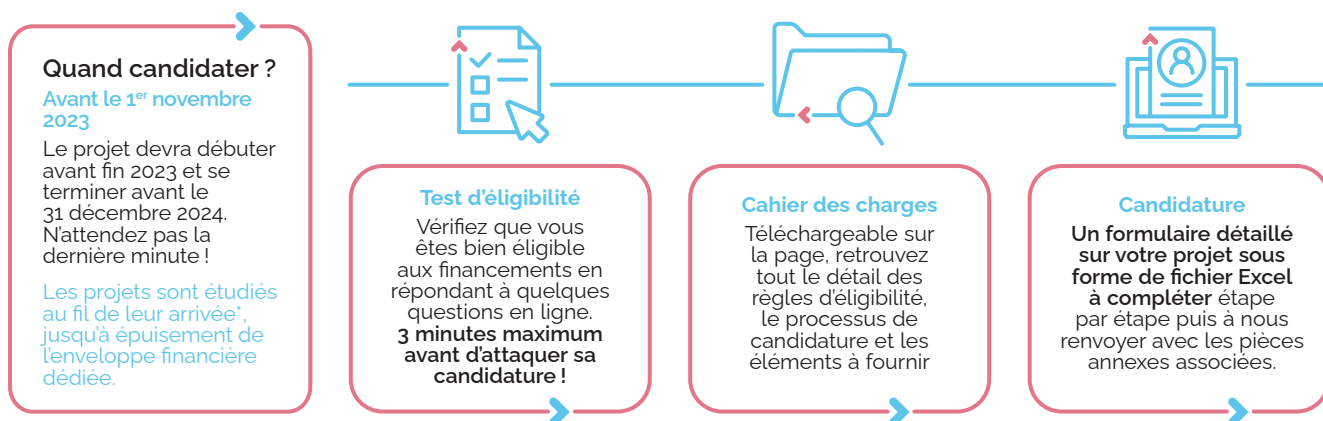 Quand candidater ?
Avant le 1er novembre
2023
Le projet devra débuter
avant fin 2023 et se
terminer avant le
31 décembre 2024.
N'attendez pas la
dernière minute !
Les projets sont étudiés
au fil de leur arrivée*,
jusqu'à épuisement de
l'enveloppe financière
dédiée.
Test d'éligibilité
Vérifiez que vous
êtes bien éligible
aux financements en
répondant à quelques
questions en ligne.
3 minutes maximum
avant d'attaquer sa
candidature !
Cahier des charges
Téléchargeable sur
la page, retrouvez
tout le détail des
règles d'éligibilité,
le processus de
candidature et les
éléments à fournir
Candidature
Un formulaire détaillé
sur votre projet sous
forme de fichier Excel
à compléter étape
par étape puis à nous
renvoyer avec les pièces
annexes associées.